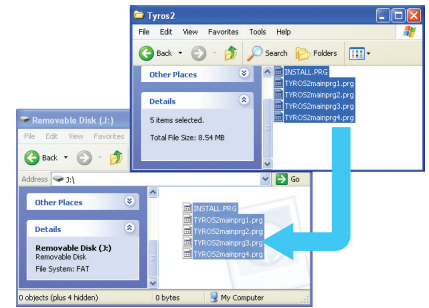 Tyros2
File Edit View Favorites Tools Help
Back Search Folders
Other Places
Details
5 items selected.
Total File Size: 8.54 MB
INSTALL.PRG
TYROS2mainprg1.prg
TYROS2mainprg2.prg
TYROS2mainprg3.prg
TYROS2mainprg4.prg
Removable Disk (J:)
File Edit View Favorites
Back
Address J:\ Go
Other Places
Details
Removable Disk (J:)
Removable Disk
File System: FAT
INSTALL.PRG
TYROS2mainprg1.prg
TYROS2mainprg2.prg
TYROS2mainprg3.prg
TYROS2mainprg4.prg
0 objects (plus 4 hidden) 0 bytes My Computer